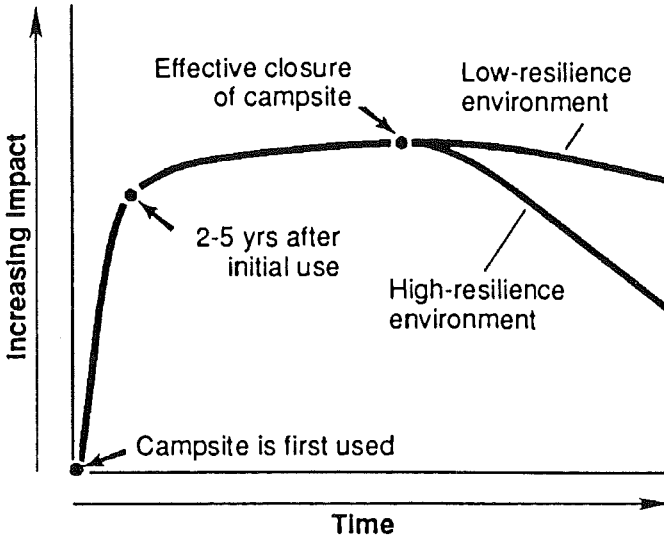 Effective closure
of campsite
Low-resilience
environment
2-5 yrs after
initial use
High-resilience
environment
Campsite is first used
Increasing Impact
Time